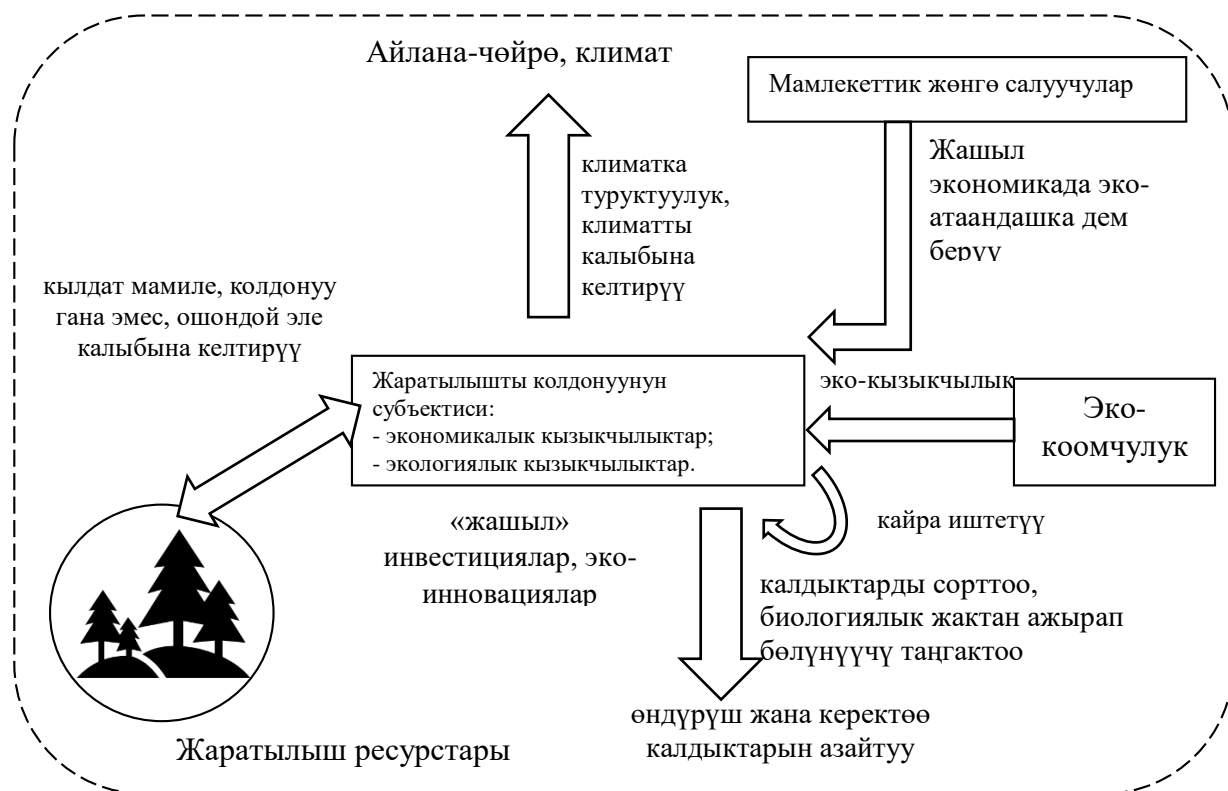 Айлана-чөйрө, климат
Мамлекеттик жөнгө салуучулар
климатка
туруктуулук,
климатты
калыбына
келтирүү
Жашыл
экономикада эко-
атаандашка дем
берүү
кылдат мамиле, колдонуу
гана эмес, ошондой эле
калыбына келтирүү
Жаратылышты колдонуунун
субъектиси:
- экономикалык кызыкчылыктар;
- экологиялык кызыкчылыктар.
эко-кызыкчылык
Эко-
коомчулук
«жашыл»
инвестициялар, эко-
инновациялар
кайра иштетүү
калдыктарды сорттоо,
биологиялык жактан ажырап
бөлүнүүчү таңгактоо
өндүрүш жана керектөө
калдыктарын азайтуу
Жаратылыш ресурстары